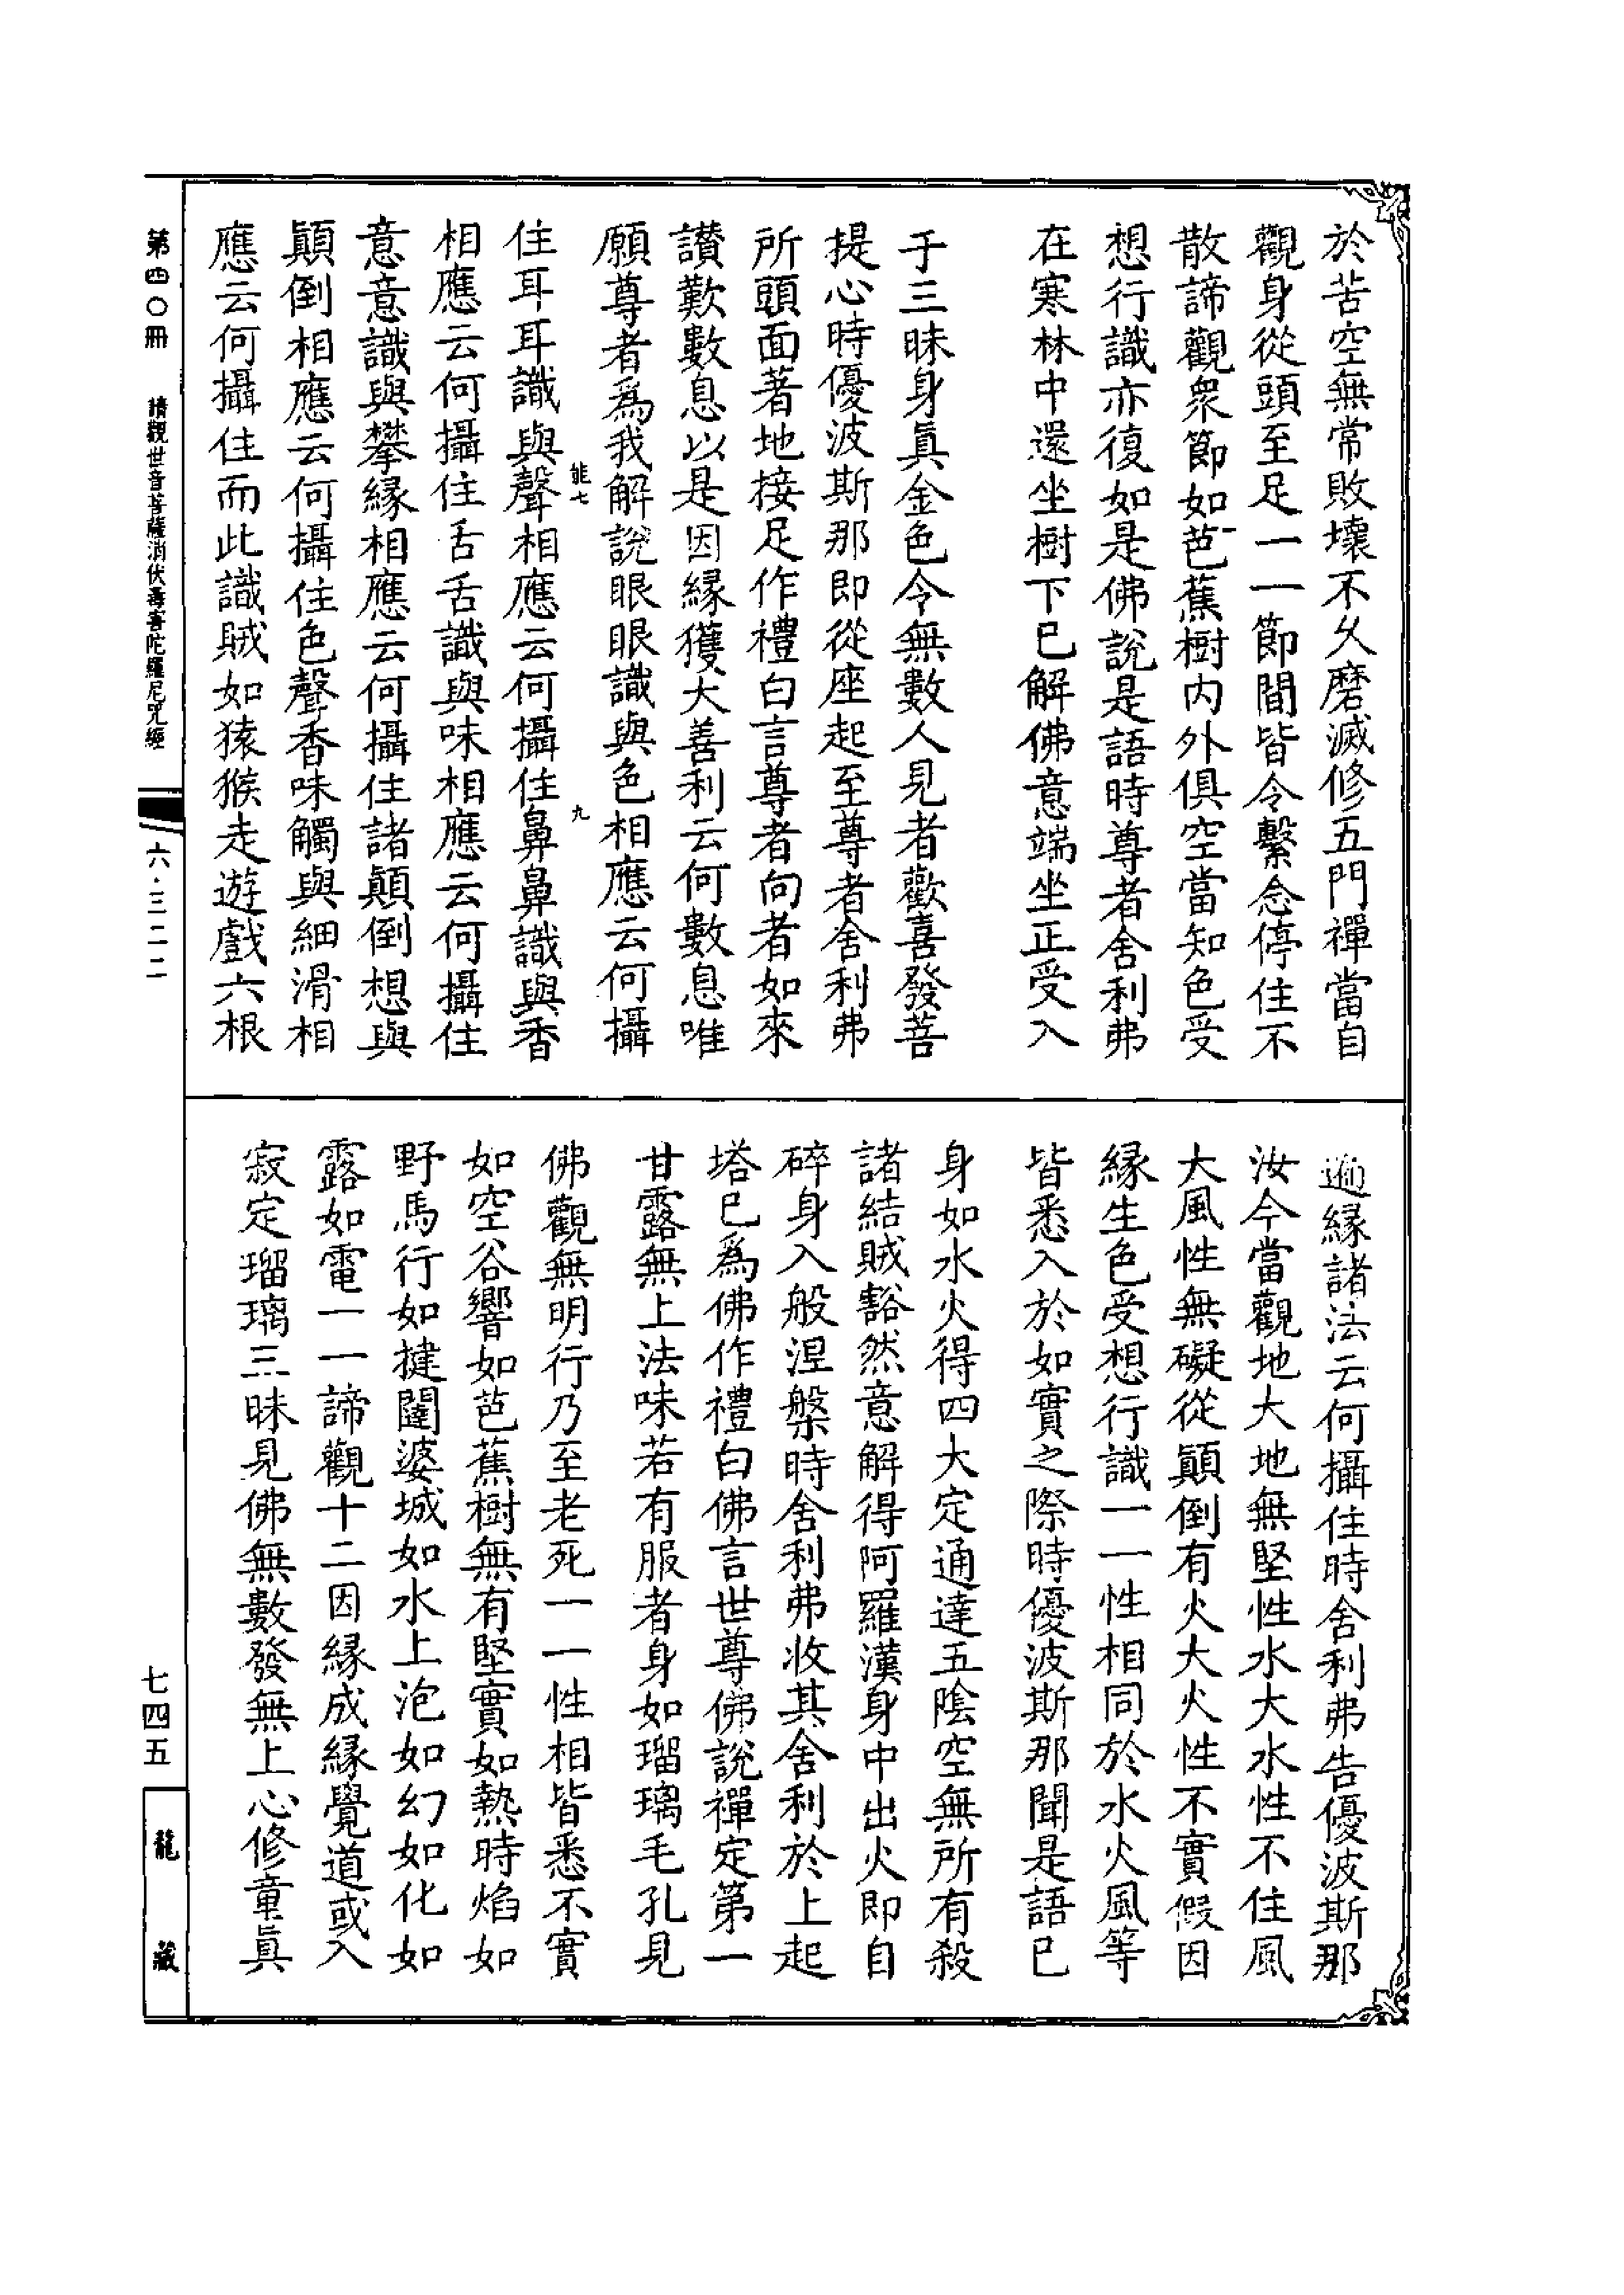 於苦空無常敗壞不久磨滅修五門禪當自
觀身從頭至足一一節間皆令繫念停住不
散諦觀衆節如芭蕉樹内外俱空當知色受
想行識亦復如是佛說是語時尊者舍利弗
在寒林中還坐樹下已解佛意端坐正受入
于三昧身眞金色令無數人見者歡喜發菩
提心時優波斯那即從座起至尊者舍利弗
所頭面著地接足作禮白言尊者向者如來
讃歎數息以是因緣獲大善利云何數息唯
願尊者爲我解說眼眼識與色相應云何攝
能七
九
住耳耳識與聲相應云何攝住鼻鼻識與香
相應云何攝住舌舌識與味相應云何攝住
意意識與攀緣相應云何攝住諸顛倒想與
顛倒相應云何攝住色聲香味觸與細滑相
應云何攝住而此識賊如猿猴走遊戲六根
遍緣諸法云何攝住時舍利弗告優波斯那
汝今當觀地大地無堅性水大水性不住風
大風性無礙從顛倒有火大火性不實假因
緣生色受想行識一一性相同於水火風等
皆悉入於如實之際時優波斯那聞是語已
身如水火得四大定通達五陰空無所有殺
諸結賊豁然意解得阿羅漢身中出火即自
碎身入般涅槃時舍利弗收其舍利於上起
塔已爲佛作禮白佛言世尊佛說禪定第一
甘露無上法味若有服者身如瑠璃毛孔見
佛觀無明行乃至老死一一性相皆悉不實
如空谷響如芭蕉樹無有堅實如熱時焰如
野馬行如揵闥婆城如水上泡如幻如化如
露如電一一諦觀十二因緣成緣覺道或入
寂定瑠璃三昧見佛無數發無上心修童眞
第四〇冊
請觀世音菩薩消伏毒害陀羅尼咒經
六·三二二
七四五
龍藏